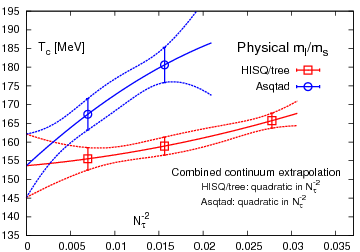 195
190
185
180
175
170
165
160
155
150
145
140
135
T_c [MeV]
Physical m_l/m_s
HISQ/tree
Asqtad
Combined continuum extrapolation
HISQ/tree: quadratic in N_τ^-2
Asqtad: quadratic in N_τ^-2
N_τ^-2
0 0.005 0.01 0.015 0.02 0.025 0.03 0.035